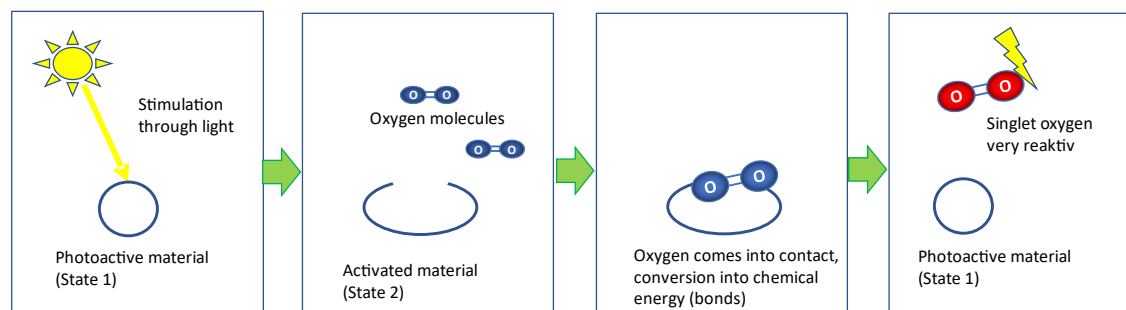 Stimulation
through light
Photoactive material
(State 1)
O O
Oxygen molecules
O O
Activated material
(State 2)
O O
Oxygen comes into contact,
conversion into chemical
energy (bonds)
O O
Singlet oxygen
very reaktiv
Photoactive material
(State 1)